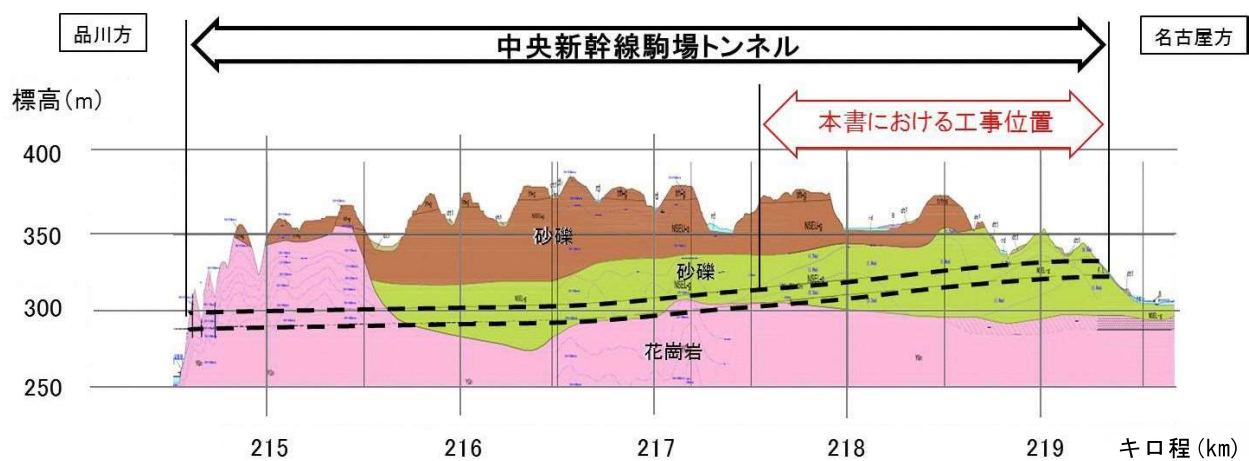 品川方
名古屋方
中央新幹線駒場トンネル
標高(m)
本書における工事位置
400
350
300
250
砂礫
砂礫
花崗岩
215
216
217
218
219
キロ程(km)